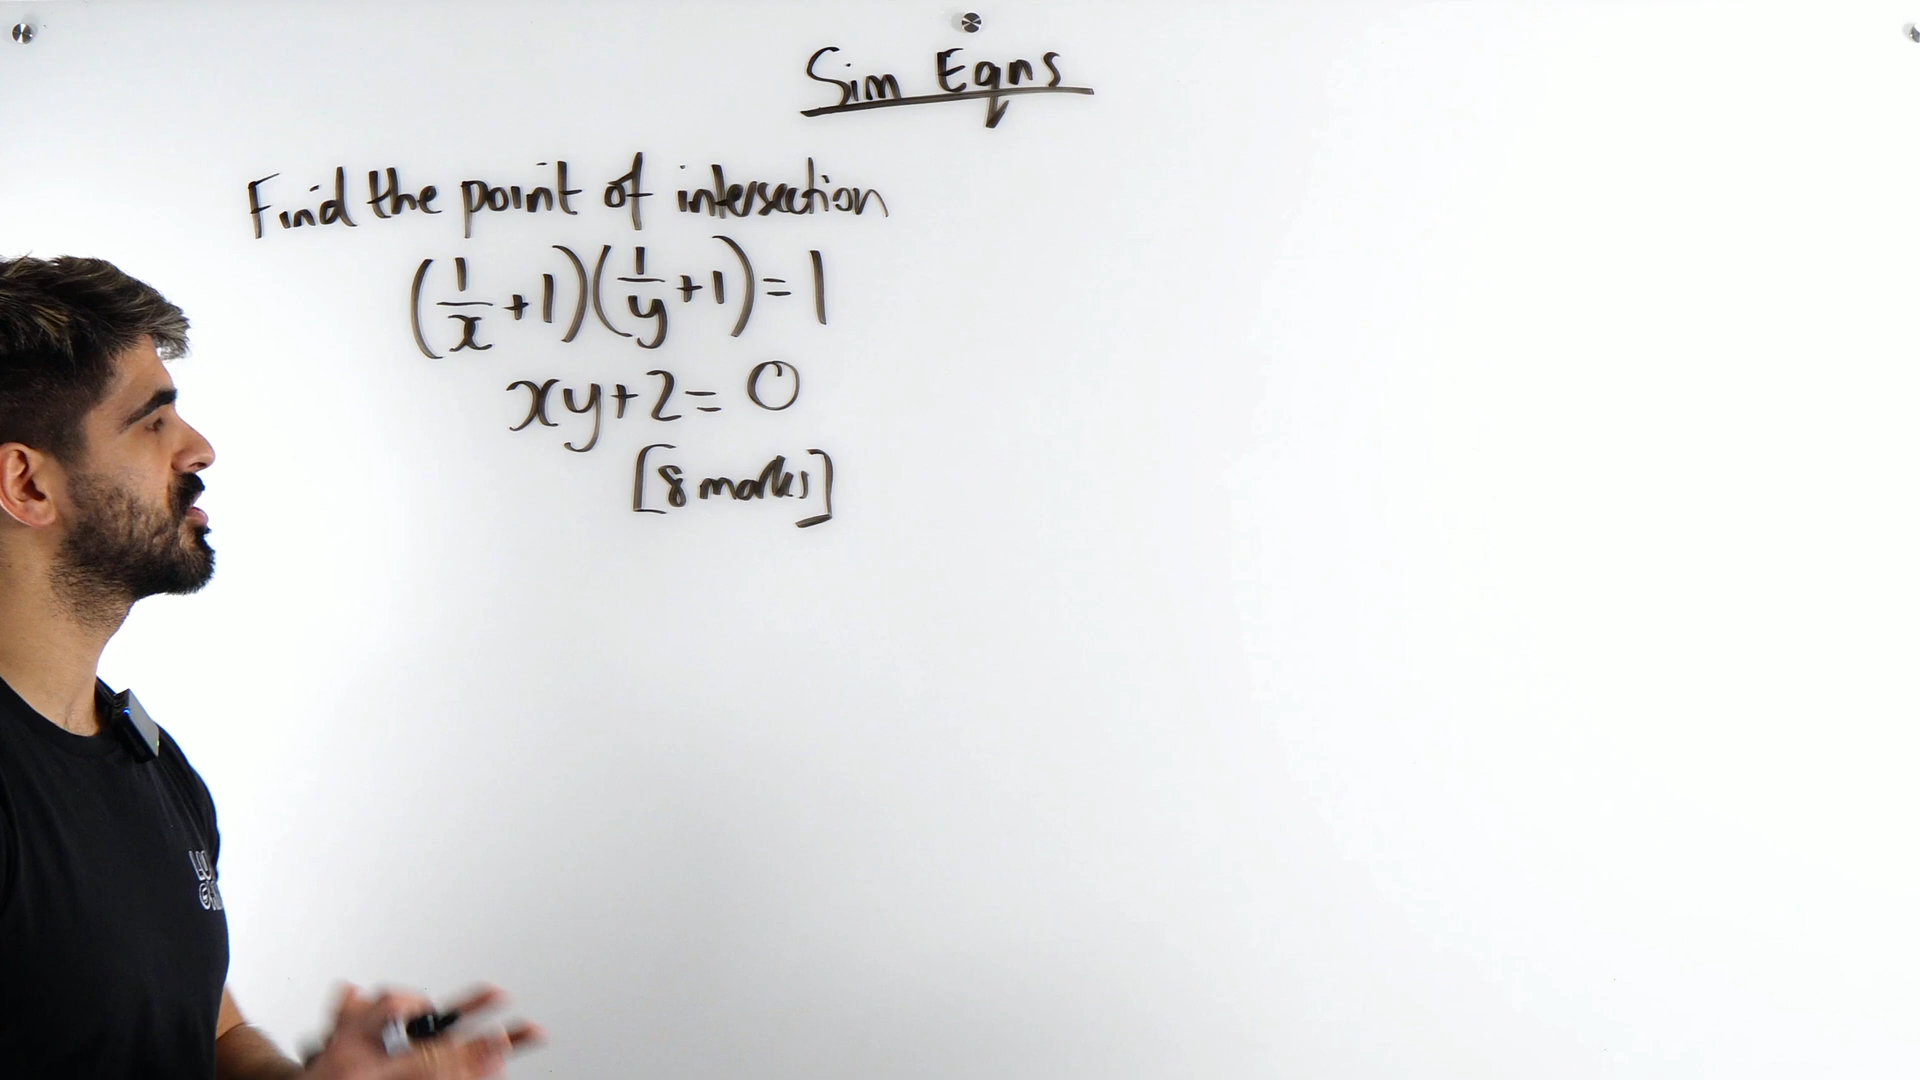 Sim Eqns
Find the point of intersection
(1/x + 1)(1/y + 1) = 1
xy + 2 = 0
[8 marks]